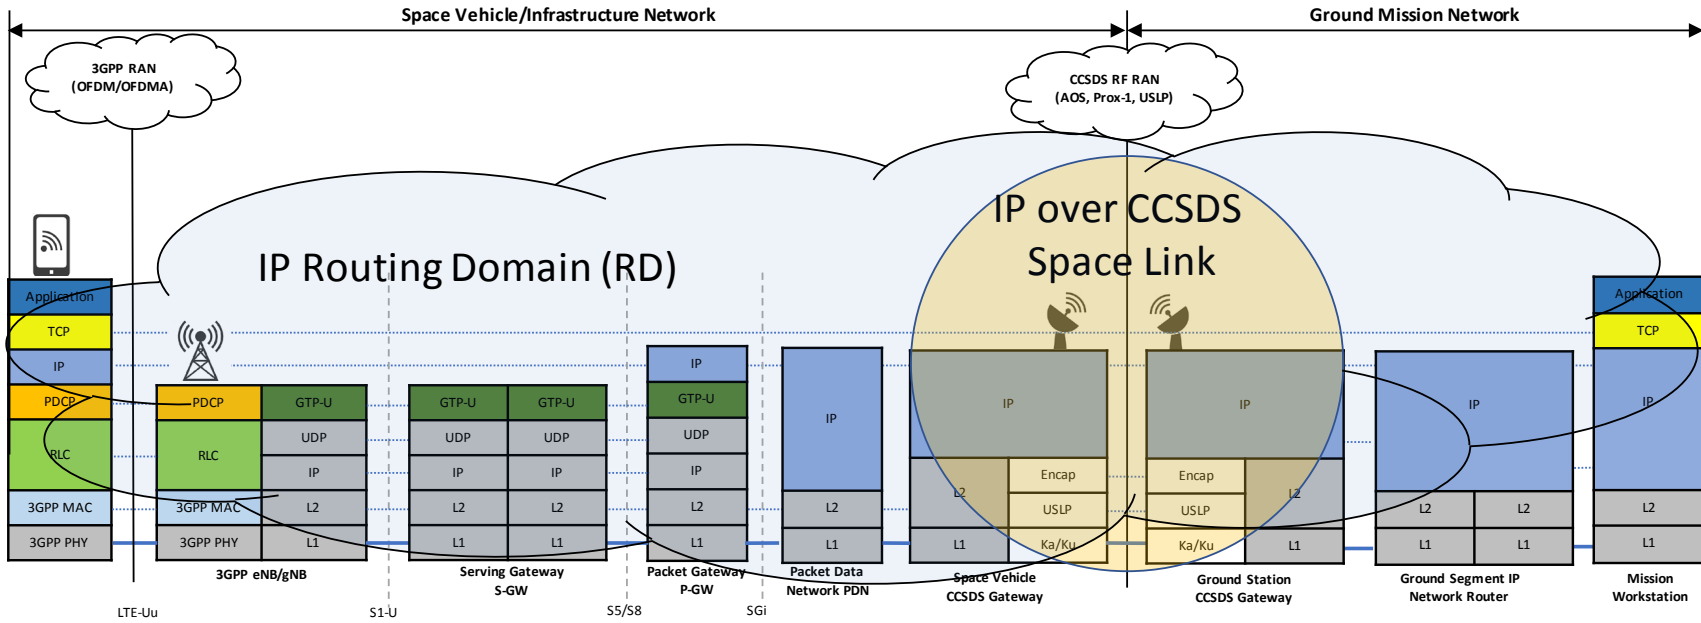 Space Vehicle/Infrastructure Network
Ground Mission Network
3GPP RAN
(OFDM/OFDMA)
CCSDS RF RAN
(AOS, Prox-1, USLP)
IP Routing Domain (RD)
IP over CCSDS
Space Link
Application
TCP
IP
PDCP
RLC
3GPP MAC
3GPP PHY
PDCP
RLC
3GPP MAC
3GPP PHY
GTP-U
UDP
IP
L2
L1
3GPP eNB/gNB
GTP-U
UDP
IP
L2
L1
GTP-U
UDP
IP
L2
L1
Serving Gateway
S-GW
IP
GTP-U
UDP
IP
L2
L1
Packet Gateway
P-GW
IP
L2
L1
Packet Data
Network PDN
IP
L2
L1
Encap
USLP
Ka/Ku
Space Vehicle
CCSDS Gateway
IP
Encap
USLP
Ka/Ku
L2
L1
Ground Station
CCSDS Gateway
IP
L2
L1
L2
L1
Ground Segment IP
Network Router
Application
TCP
IP
L2
L1
Mission
Workstation
LTE-Uu
S1-U
S5/S8
SGi